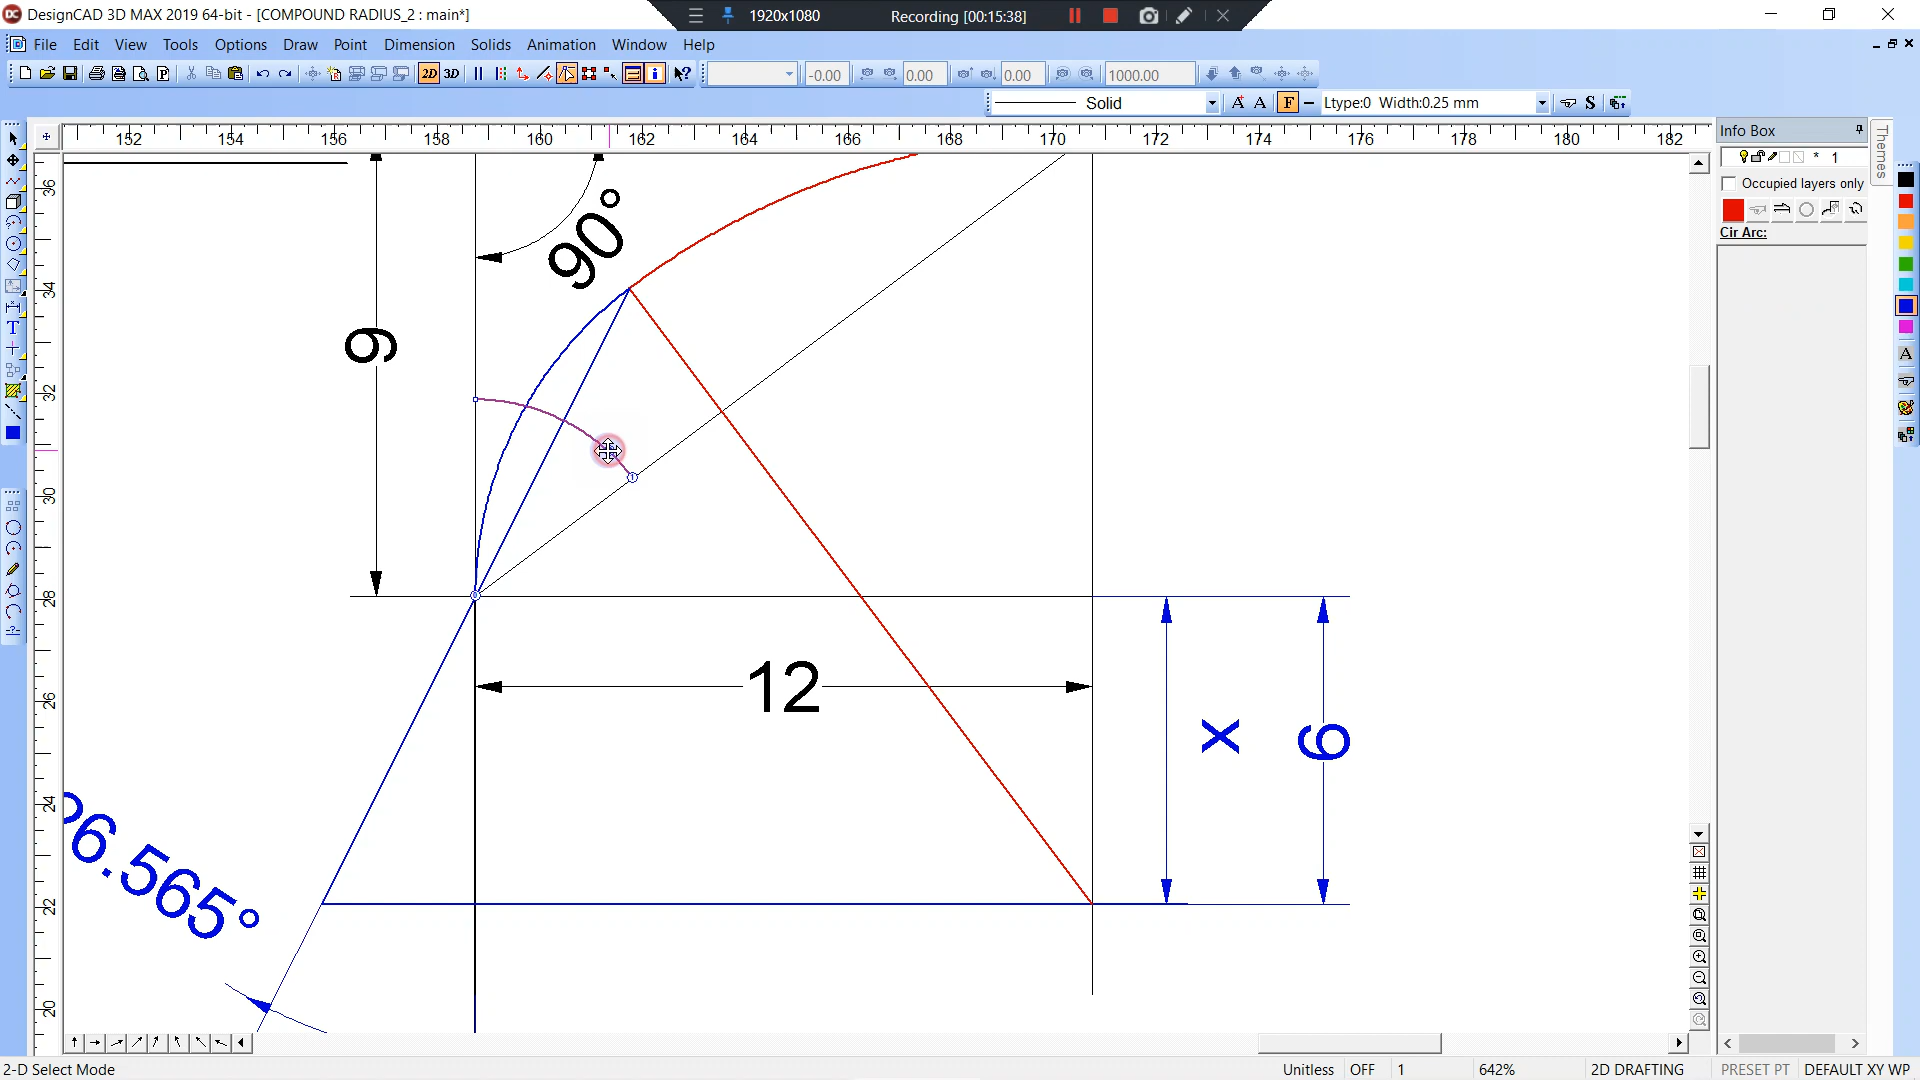 DesignCAD 3D MAX 2019 64-bit - [COMPOUND RADIUS_2 : main*]
1920x1080
Recording [00:15:38]
File Edit View Tools Options Draw Point Dimension Solids Animation Window Help
2D 3D
-0.00
0.00
0.00
1000.00
Solid
F
Ltype:0 Width:0.25 mm
S
152 154 156 158 160 162 164 166 168 170 172 174 176 178 180 182
Info Box
Themes
1
Occupied layers only
Cir Arc:
36
34
32
30
28
26
24
22
20
90°
9
12
x
6
26.565°
2-D Select Mode
Unitless
OFF
1
642%
2D DRAFTING
PRESET PT
DEFAULT XY WP